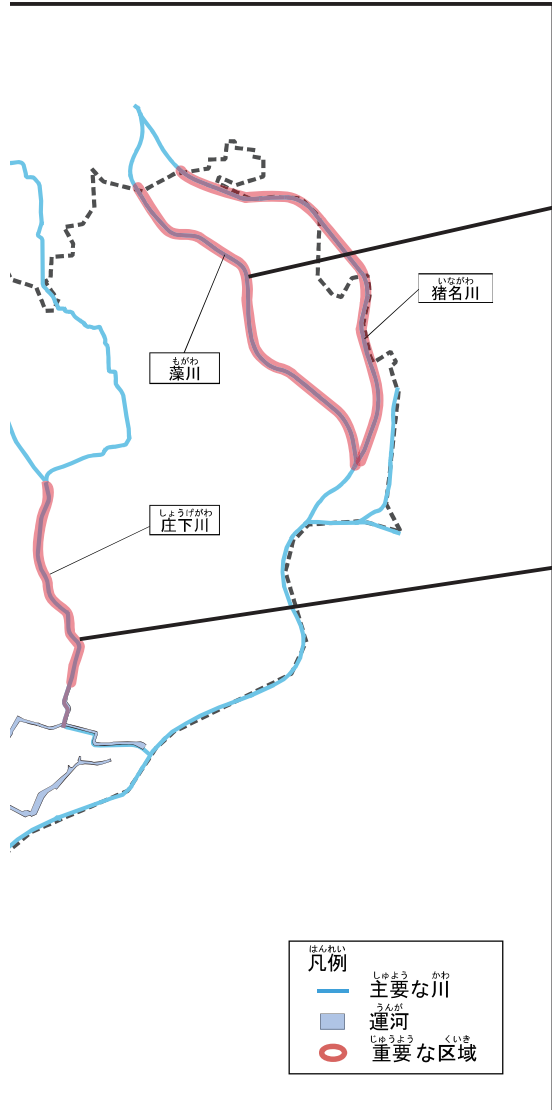 いながわ
猪名川
もがわ
藻川
しょうげがわ
庄下川
はんれい
凡例
しゅよう かわ
主要な川
うんが
運河
じゅうよう くいき
重要な区域